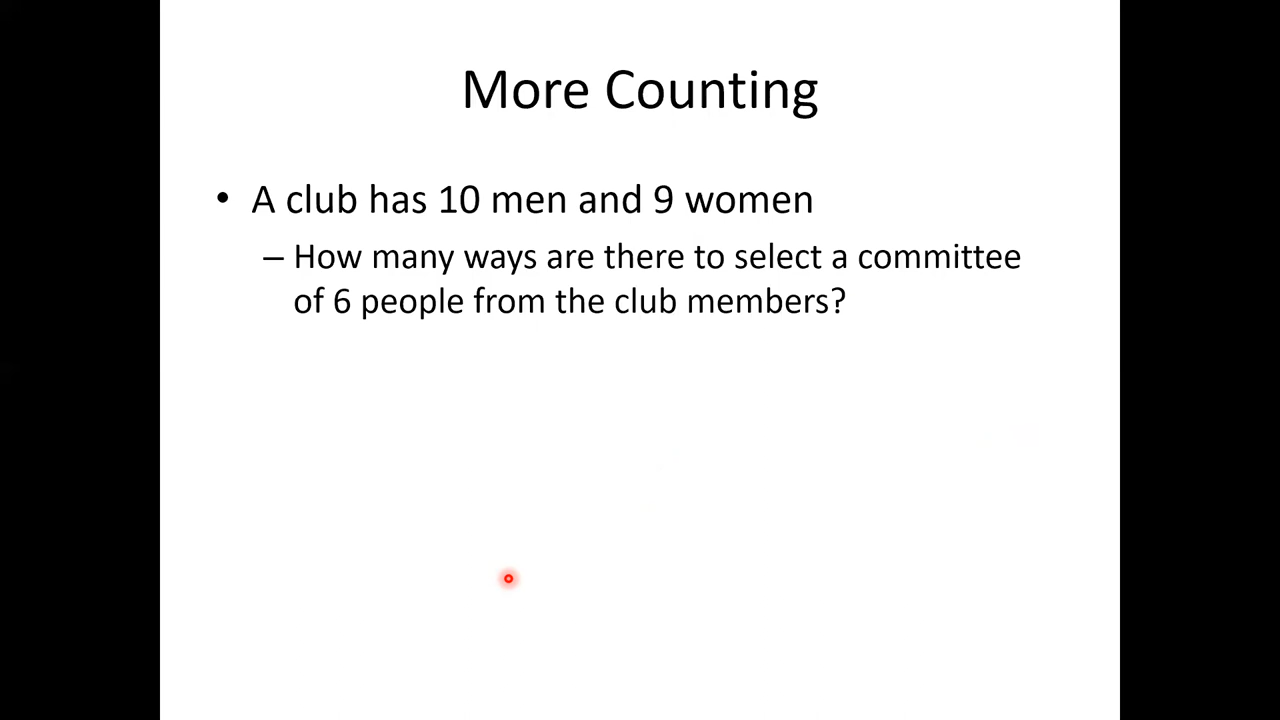 More Counting
• A club has 10 men and 9 women
– How many ways are there to select a committee
of 6 people from the club members?